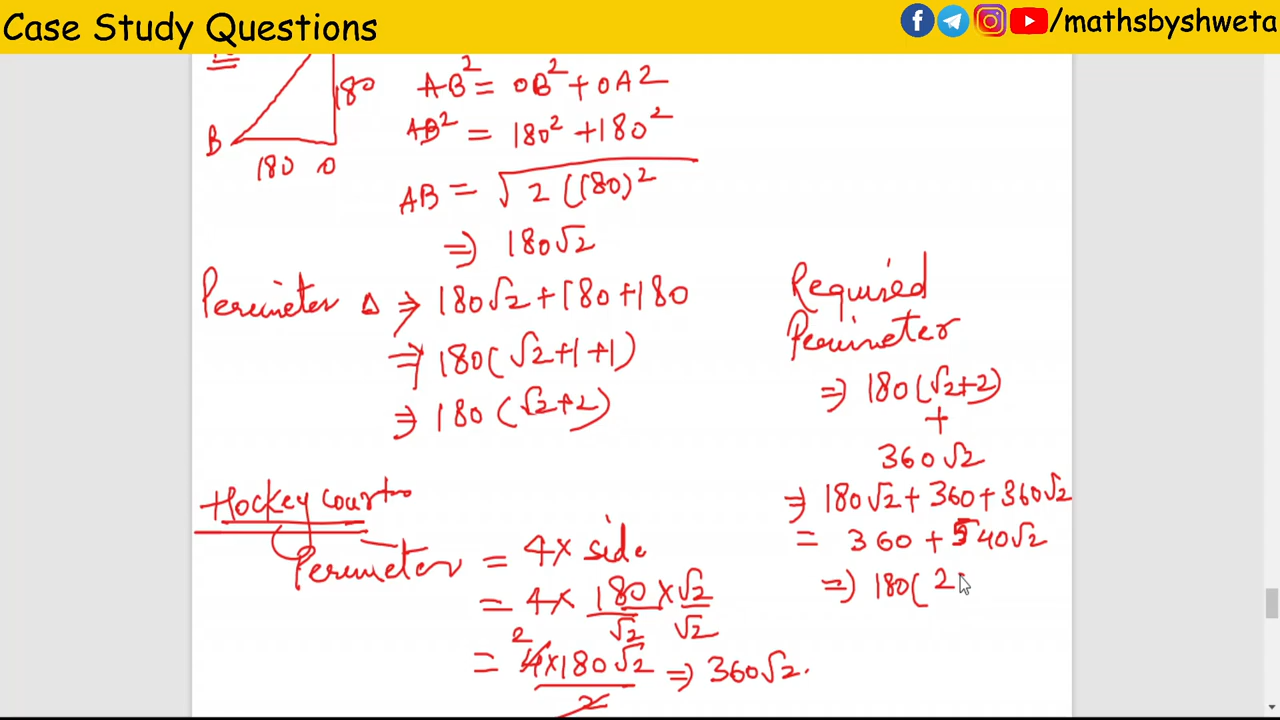 Case Study Questions
/mathsbyshweta
180
B
180 0
AB² = OB² + OA2
AB² = 180² + 180²
AB = √2 (180)²
⇒ 180√2
Perimeter Δ ⇒ 180√2 + 180 + 180
⇒ 180(√2+1+1)
⇒ 180 (√2+2)
Hockey court
Perimeter = 4× side
= 4× 180/√2 × √2/√2
= 4×180√2/2 ⇒ 360√2.
2
Required
Perimeter
⇒ 180(√2+2)
+
360√2
⇒ 180√2 + 360 + 360√2
= 360 + 540√2
⇒ 180( 2